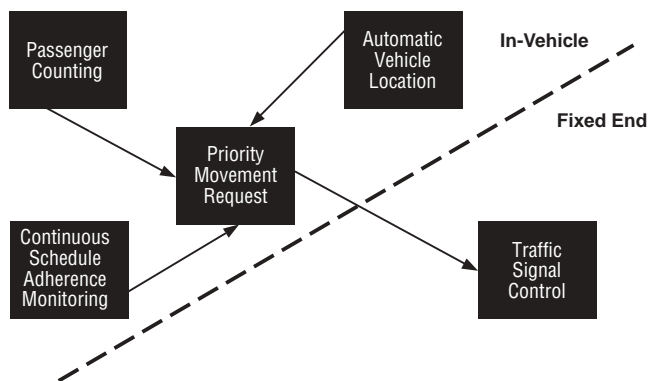 Passenger
Counting
Automatic
Vehicle
Location
In-Vehicle
Fixed End
Priority
Movement
Request
Continuous
Schedule
Adherence
Monitoring
Traffic
Signal
Control